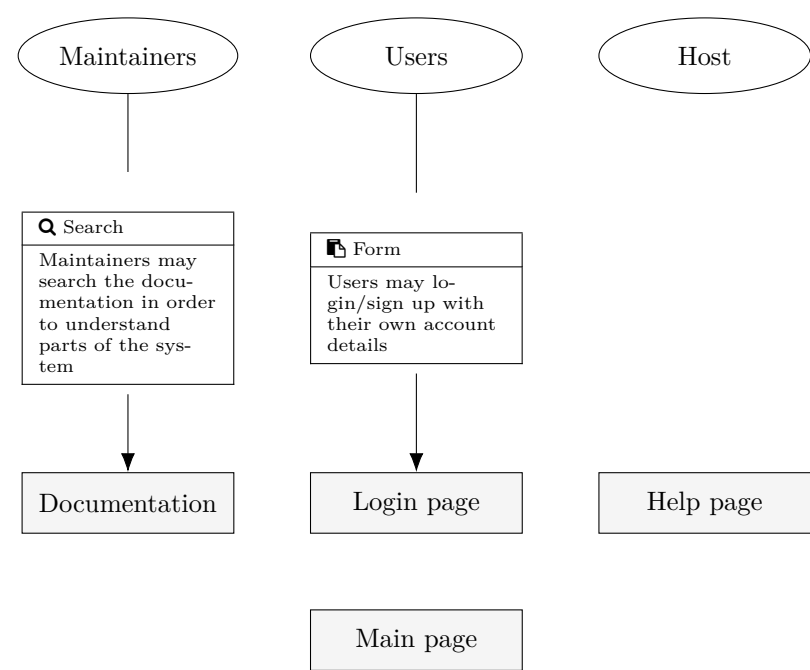 Maintainers
Users
Host
Search
Maintainers may
search the docu-
mentation in order
to understand
parts of the sys-
tem
Form
Users may lo-
gin/sign up with
their own account
details
Documentation
Login page
Help page
Main page